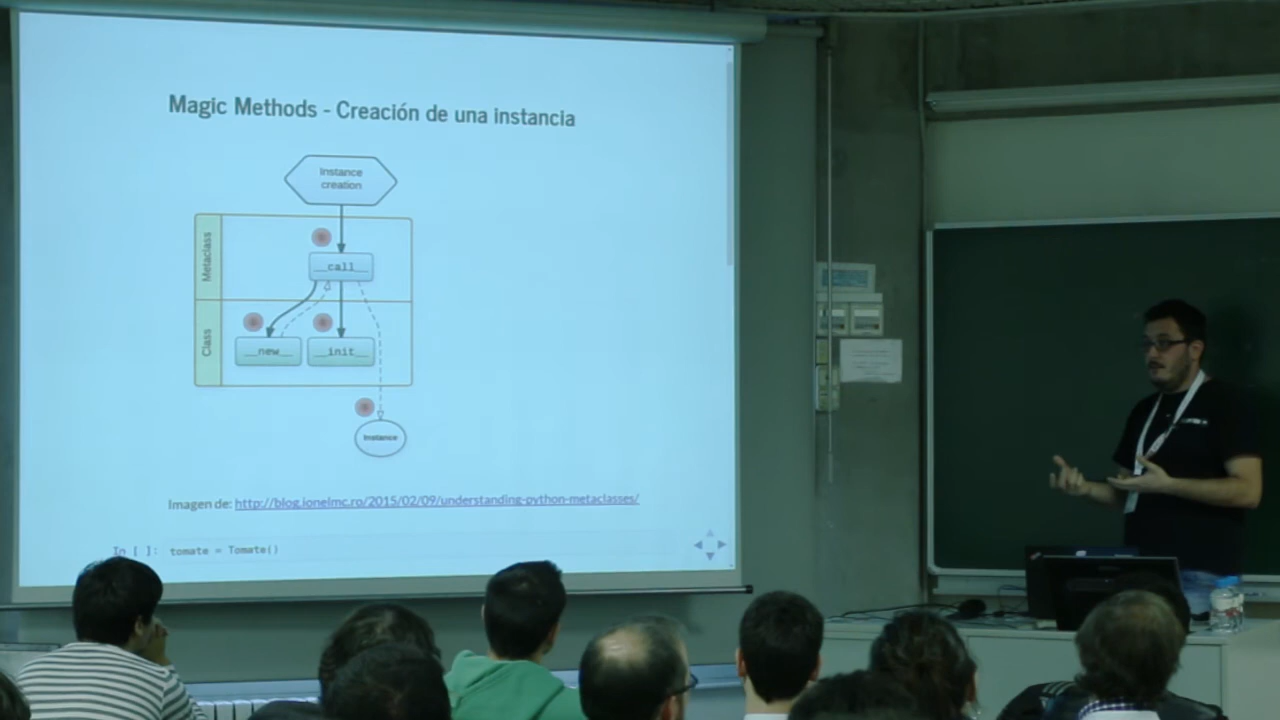 Magic Methods - Creación de una instancia
Instance
creation
Metaclass
__call__
Class
__new__
__init__
Instance
Imagen de: http://blog.ionelmc.ro/2015/02/09/understanding-python-metaclasses/
In [ ]: tomate = Tomate()